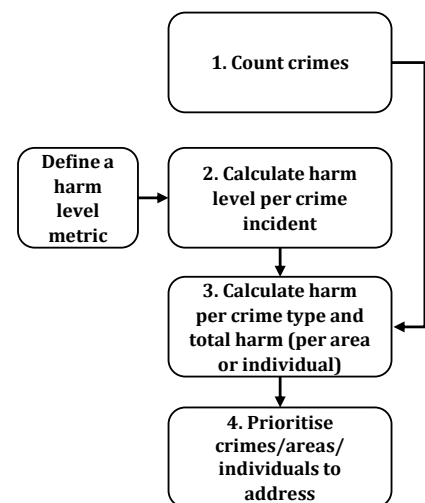 1. Count crimes
Define a
harm
level
metric
2. Calculate harm
level per crime
incident
3. Calculate harm
per crime type and
total harm (per area
or individual)
4. Prioritise
crimes/areas/
individuals to
address